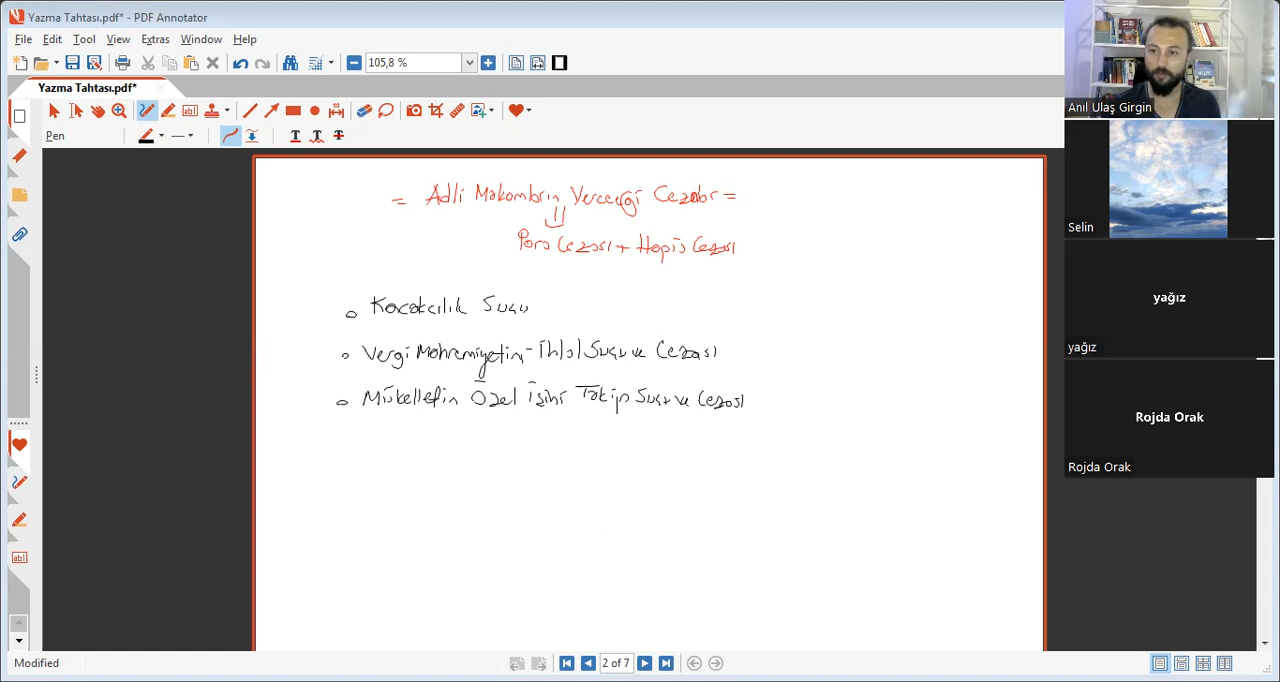 Yazma Tahtası.pdf* - PDF Annotator
File Edit Tool View Extras Window Help
105,8 %
Yazma Tahtası.pdf*
Pen
= Adli Makamların Vereceği Cezalar =
Para Cezası + Hapis Cezası
Kaçakçılık Suçu
Vergi Mahremiyetin İhlal Suçu ve Cezası
Mükellefin Özel İşini Takip Suçu ve Cezası
Anıl Ulaş Girgin
Selin
yağız
yağız
Rojda Orak
Rojda Orak
Modified
2 of 7